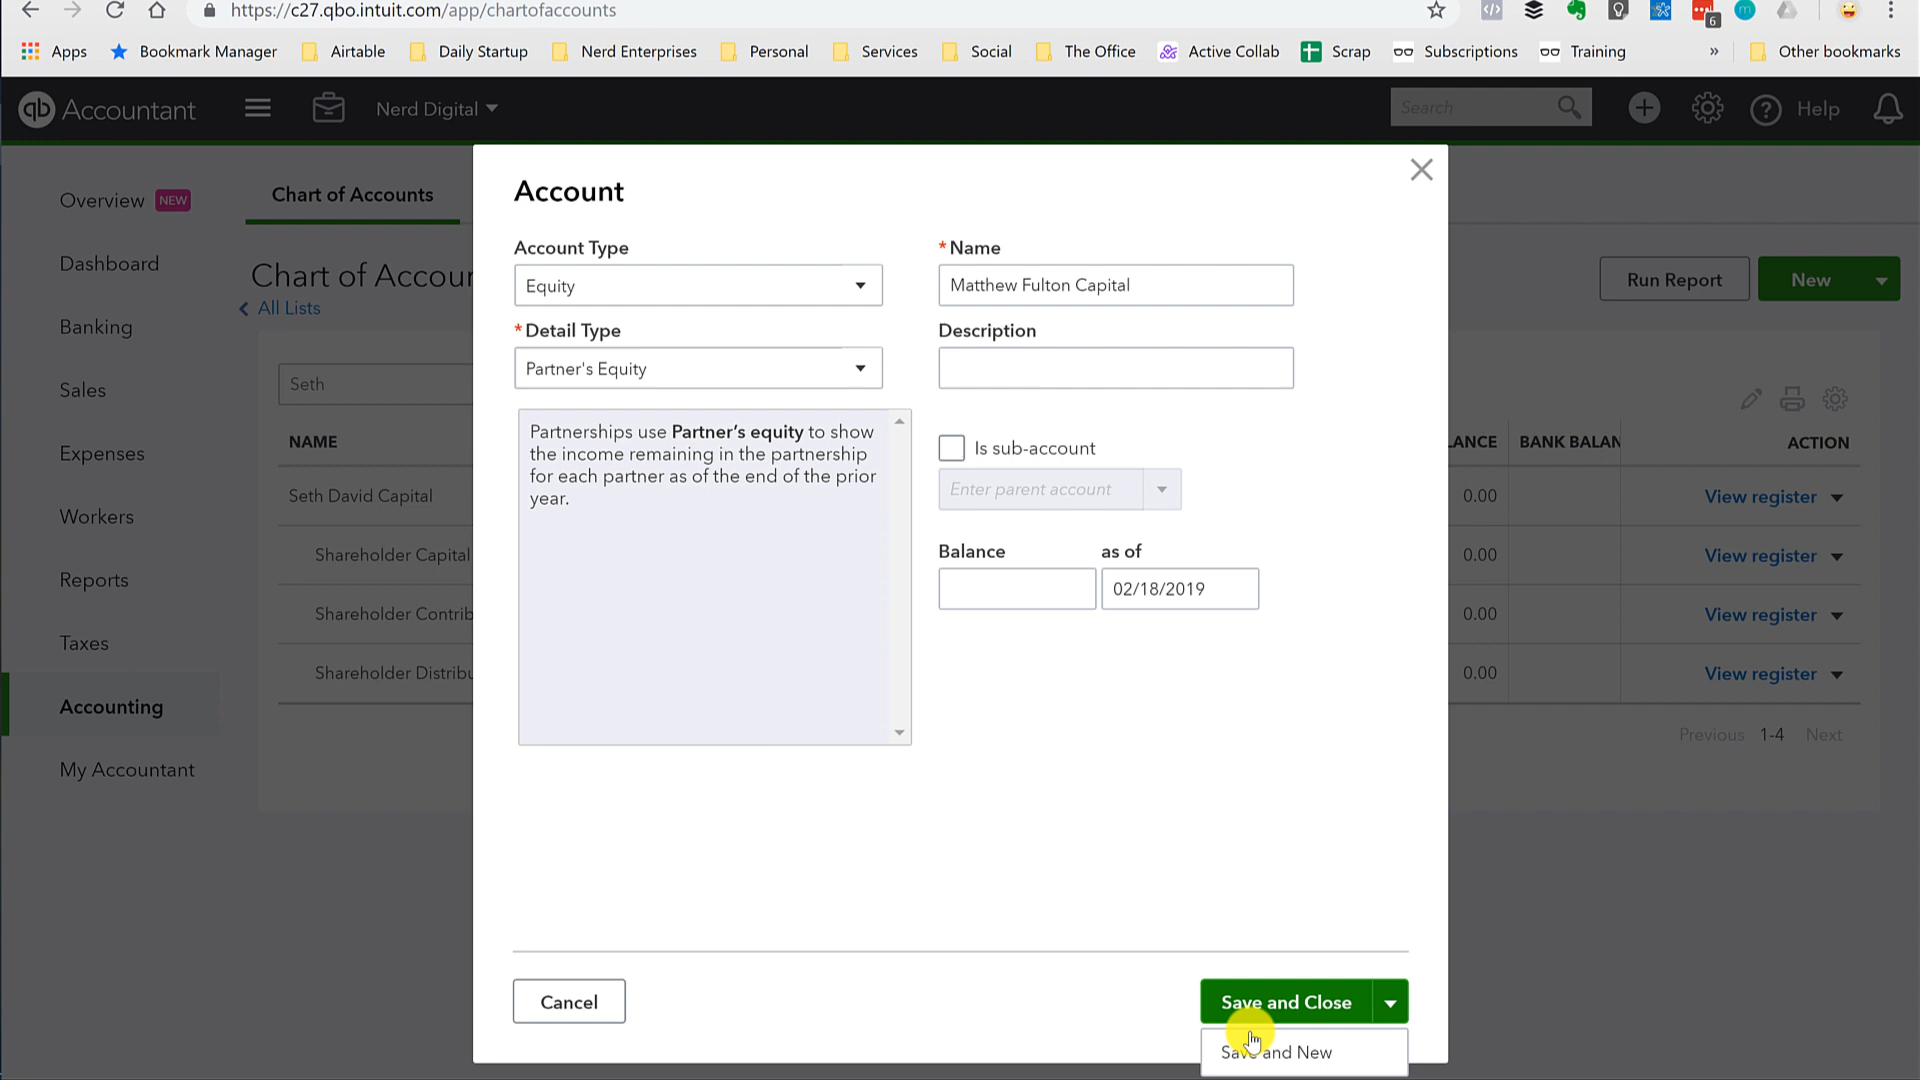 https://c27.qbo.intuit.com/app/chartofaccounts
6
m
Apps Bookmark Manager Airtable Daily Startup Nerd Enterprises Personal Services Social The Office Active Collab Scrap Subscriptions Training » Other bookmarks
qb Accountant Nerd Digital Search Help
Overview NEW
Dashboard
Banking
Sales
Expenses
Workers
Reports
Taxes
Accounting
My Accountant
Chart of Accounts
Chart of Accoun
All Lists
Run Report New
Seth
NAME
LANCE BANK BALAN ACTION
Seth David Capital 0.00 View register
Shareholder Capital 0.00 View register
Shareholder Contrib 0.00 View register
Shareholder Distribu 0.00 View register
Previous 1-4 Next
Account
Account Type
Equity
*Detail Type
Partner's Equity
Partnerships use Partner's equity to show
the income remaining in the partnership
for each partner as of the end of the prior
year.
*Name
Matthew Fulton Capital
Description
Is sub-account
Enter parent account
Balance as of
02/18/2019
Cancel
Save and Close
Save and New